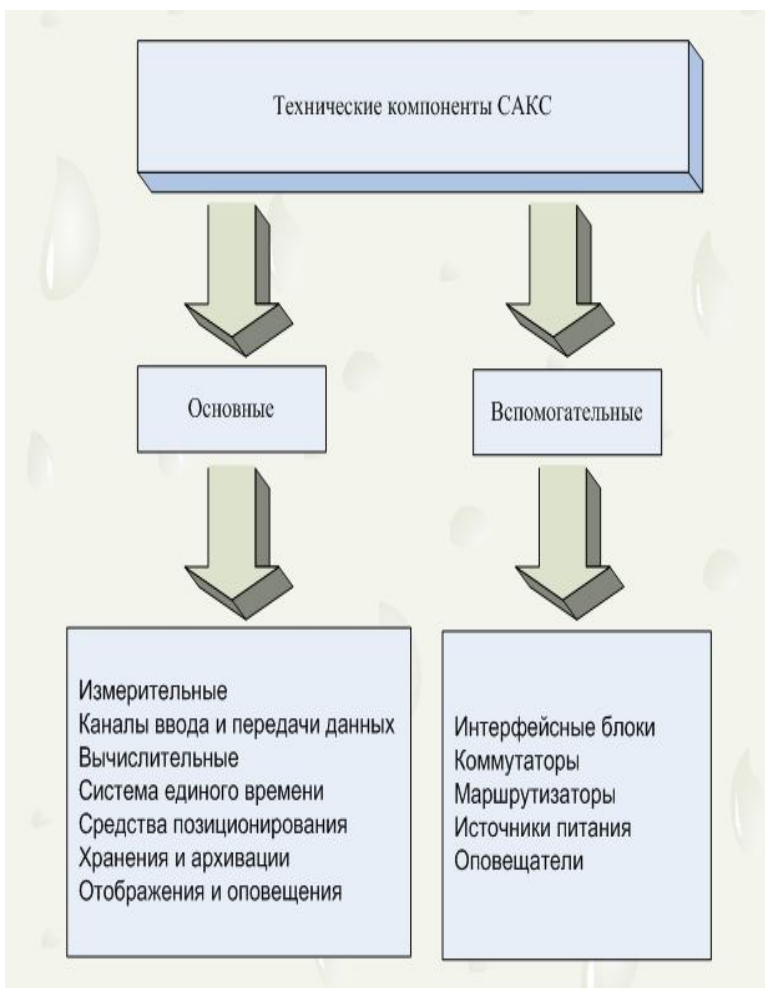 Технические компоненты САКС
Основные
Вспомогательные
Измерительные
Каналы ввода и передачи данных
Вычислительные
Система единого времени
Средства позиционирования
Хранения и архивации
Отображения и оповещения
Интерфейсные блоки
Коммутаторы
Маршрутизаторы
Источники питания
Оповещатели